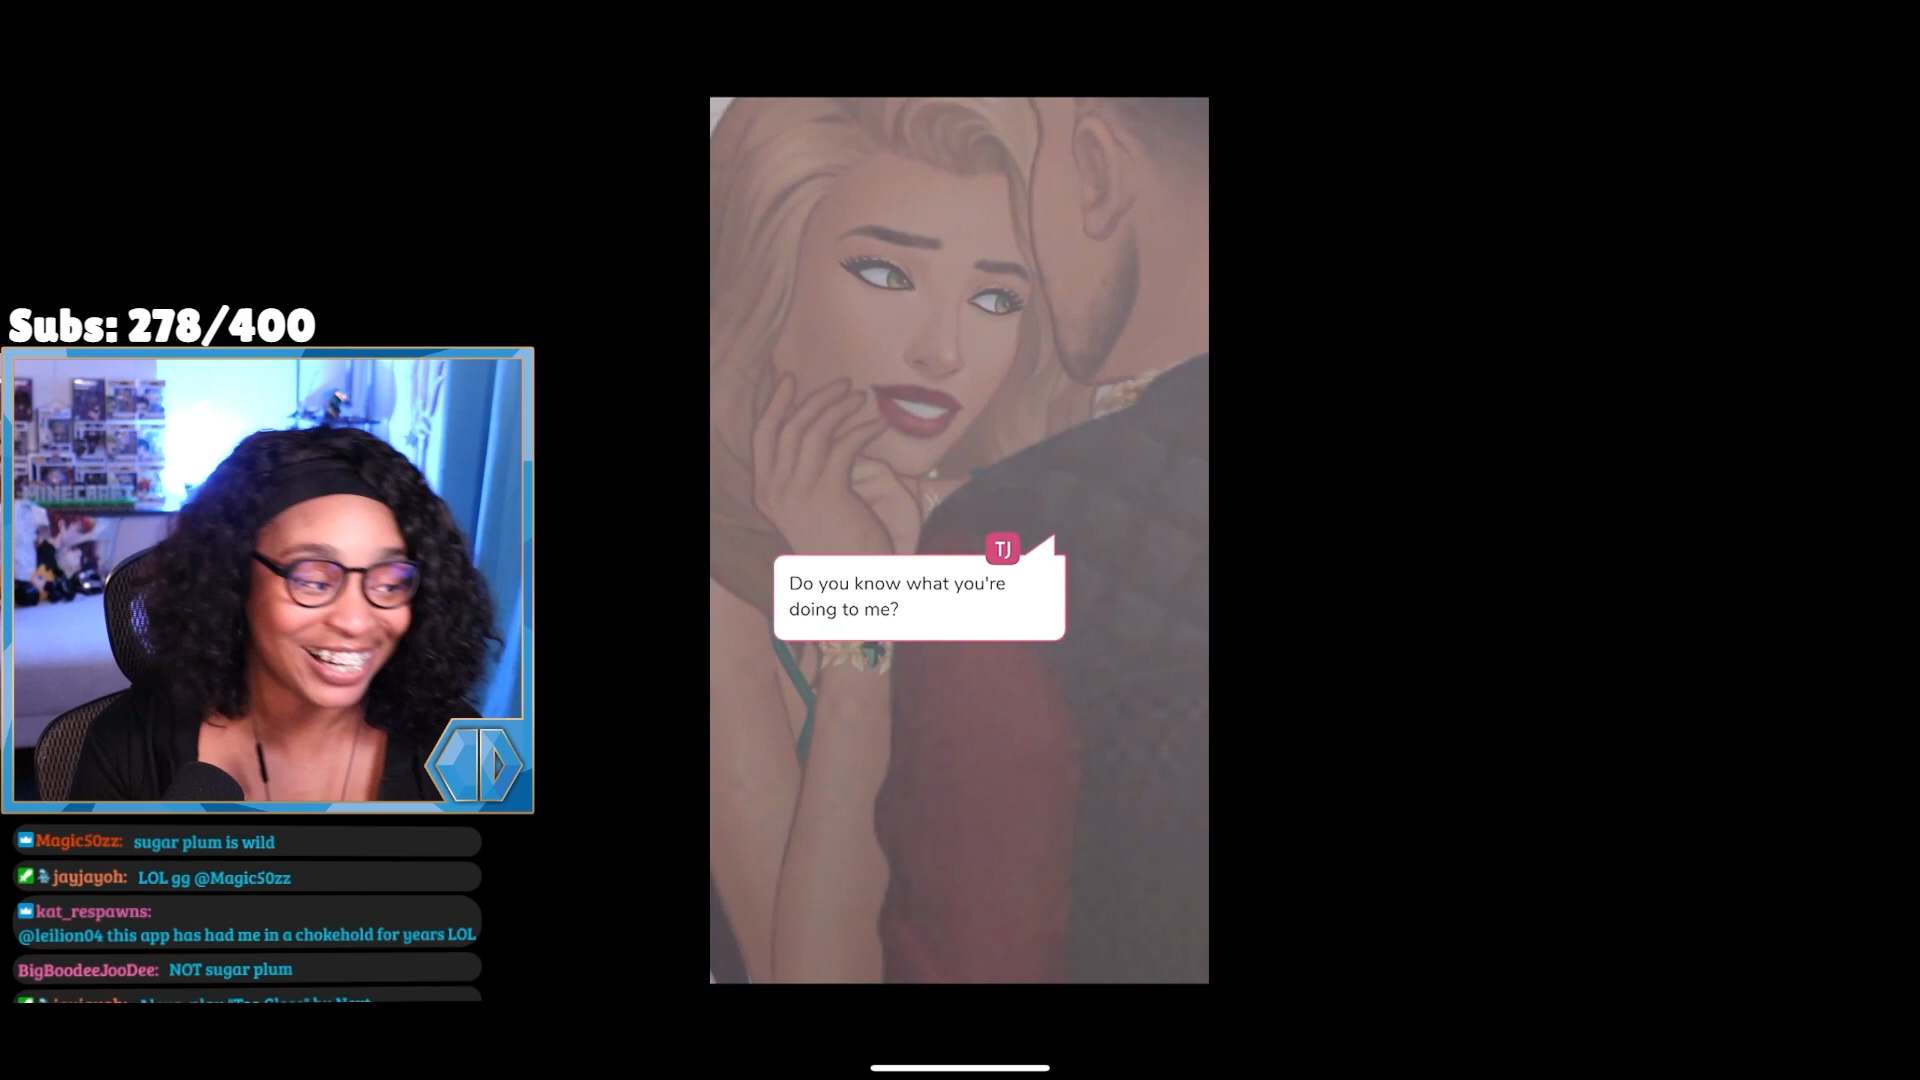 Subs: 278/400
MINECRAFT
TJ
Do you know what you're
doing to me?
Magic50zz: sugar plum is wild
jayjayoh: LOL gg @Magic50zz
kat_respawns:
@leilion04 this app has had me in a chokehold for years LOL
BigBoodeeJooDee: NOT sugar plum